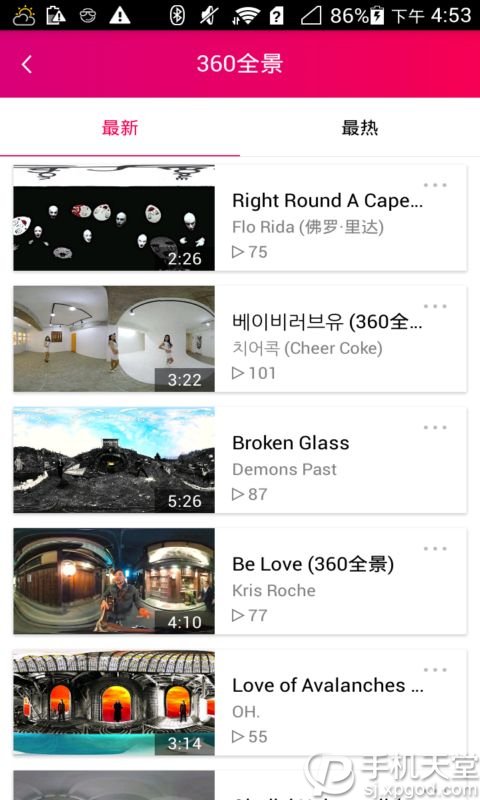 86% 下午 4:53
360全景
最新 最热
Right Round A Cape...
Flo Rida (佛罗·里达)
75
2:26
베이비러브유 (360全...
치어콕 (Cheer Coke)
101
3:22
Broken Glass
Demons Past
87
5:26
Be Love (360全景)
Kris Roche
77
4:10
Love of Avalanches ...
OH.
55
3:14
手机天堂
sj.xpgod.com